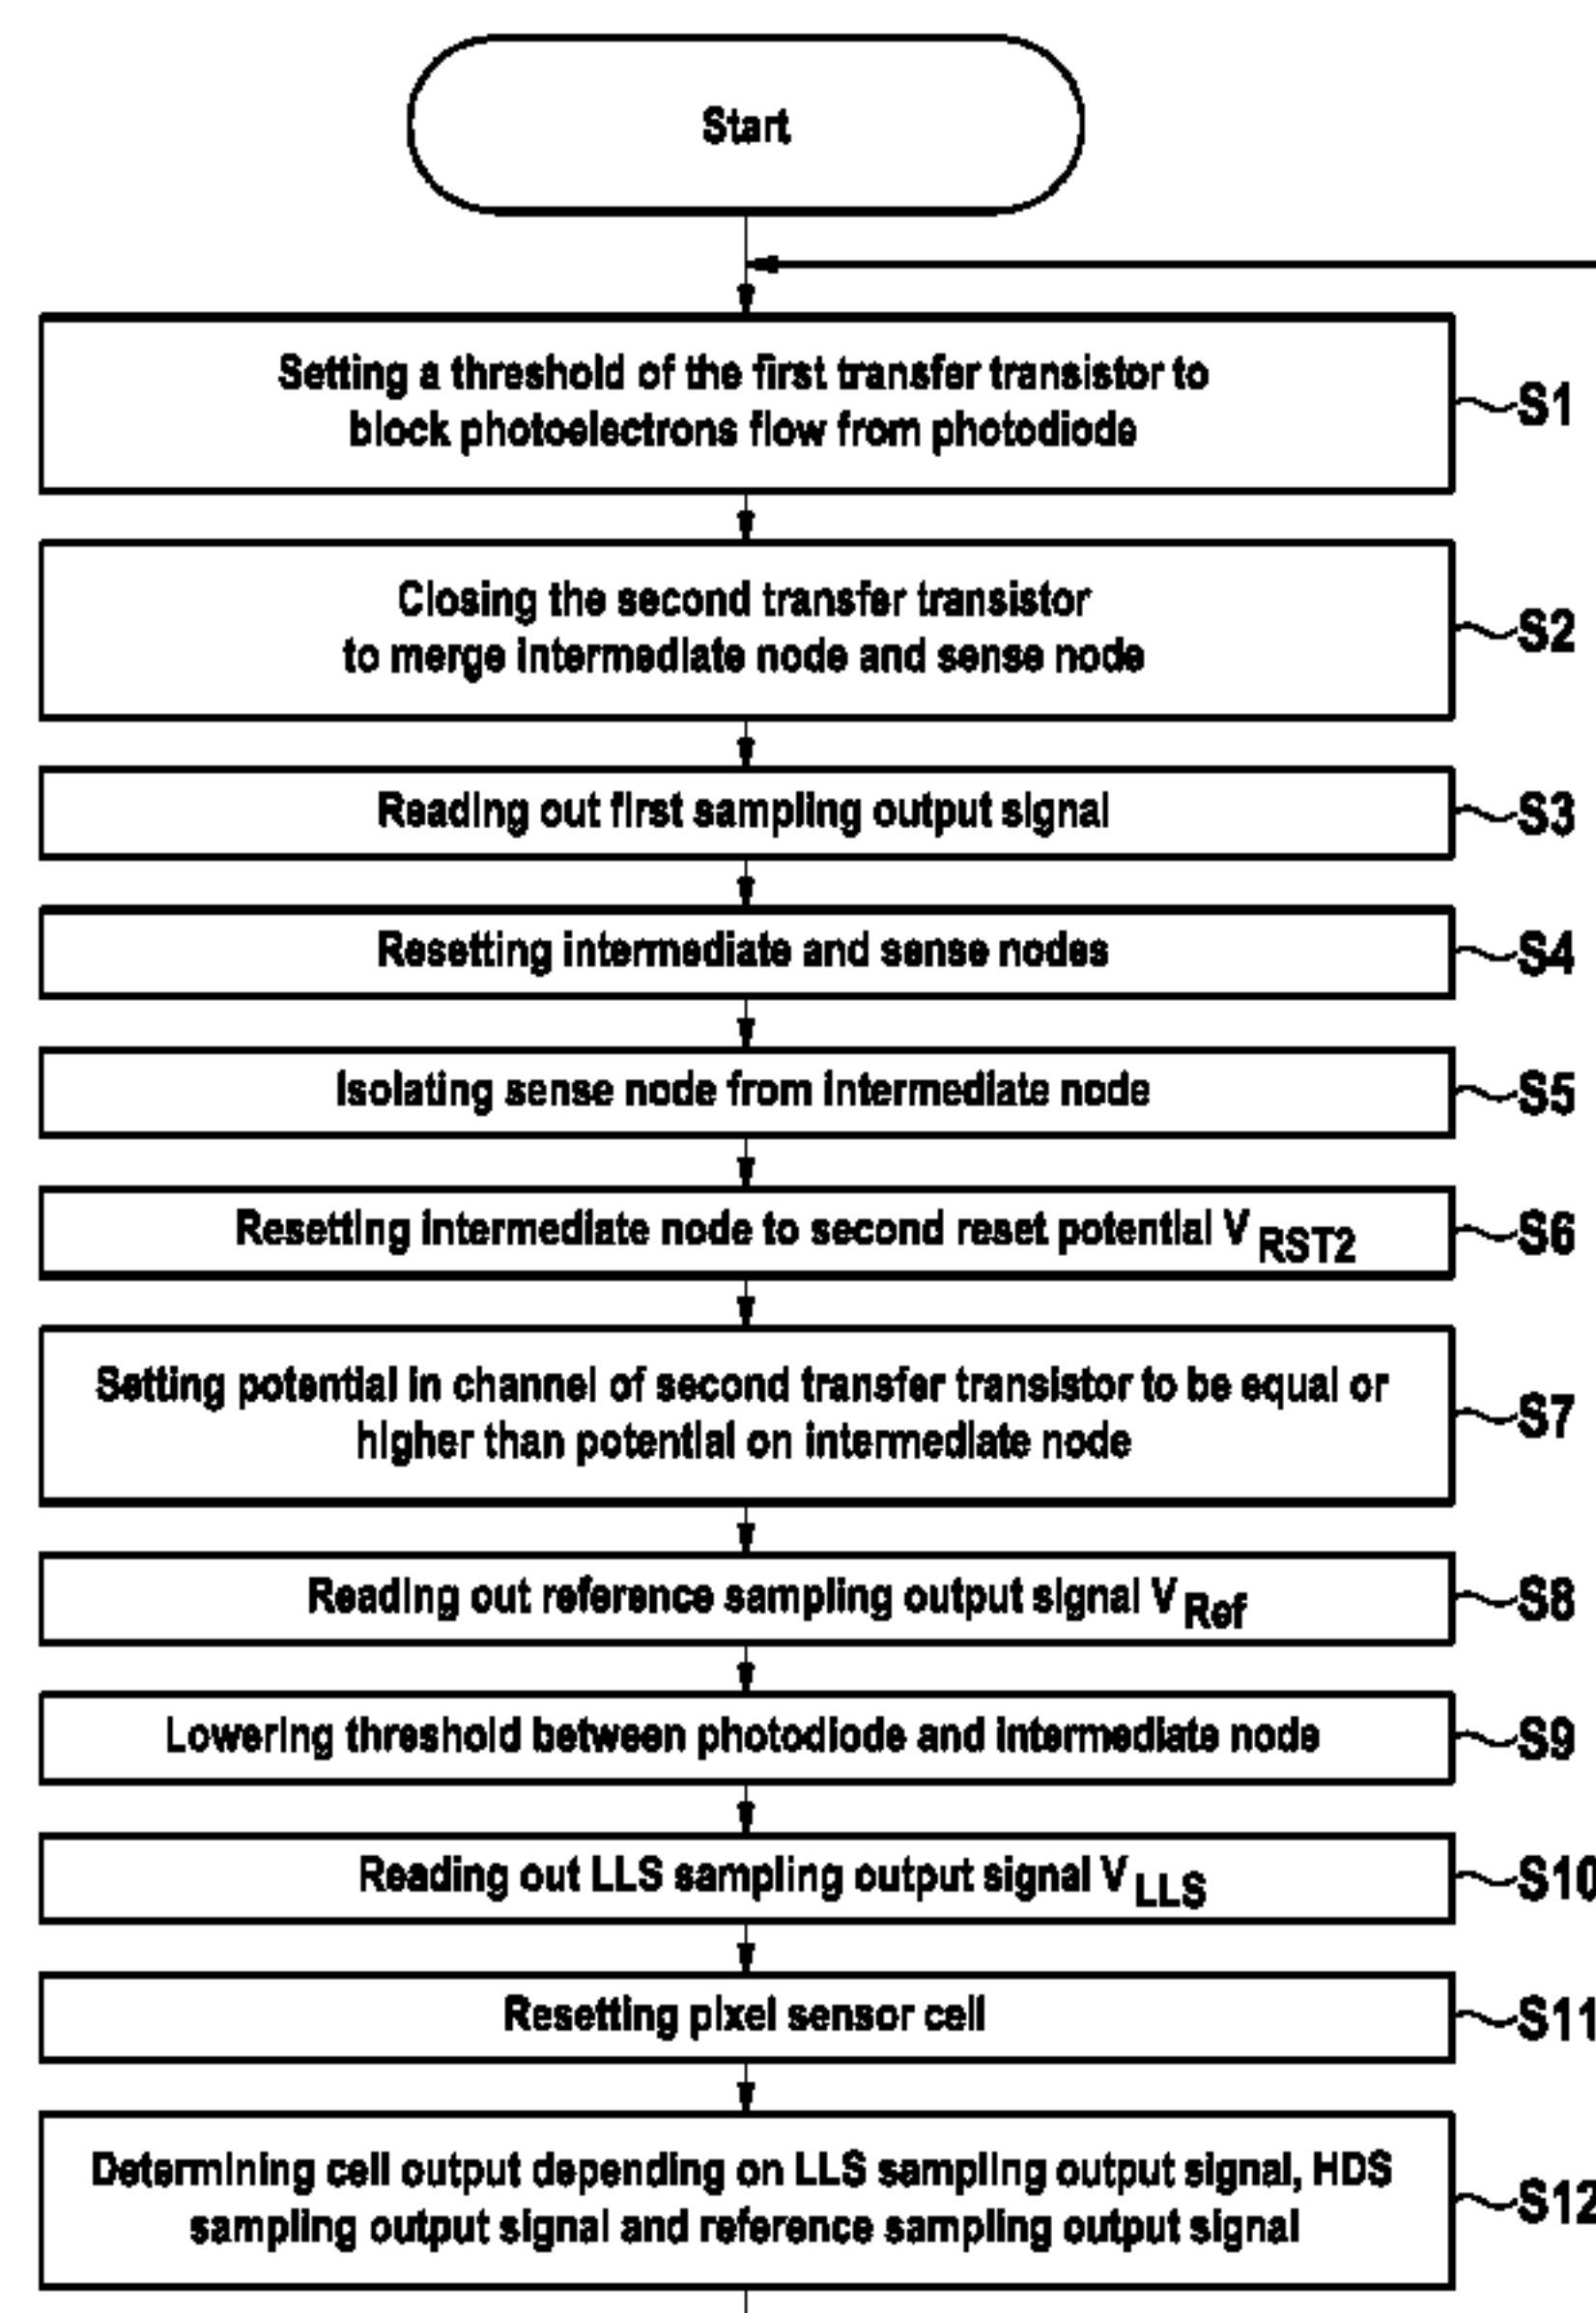 Start
Setting a threshold of the first transfer transistor to
block photoelectrons flow from photodiode
S1
Closing the second transfer transistor
to merge intermediate node and sense node
S2
Reading out first sampling output signal
S3
Resetting intermediate and sense nodes
S4
Isolating sense node from intermediate node
S5
Resetting intermediate node to second reset potential V RST2
S6
Setting potential in channel of second transfer transistor to be equal or
higher than potential on intermediate node
S7
Reading out reference sampling output signal V Ref
S8
Lowering threshold between photodiode and intermediate node
S9
Reading out LLS sampling output signal V LLS
S10
Resetting pixel sensor cell
S11
Determining cell output depending on LLS sampling output signal, HDS
sampling output signal and reference sampling output signal
S12